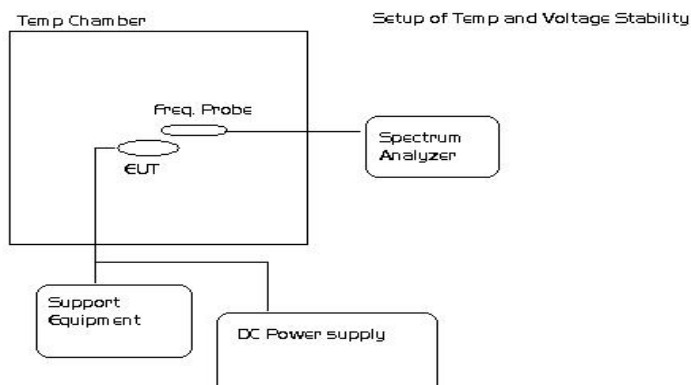 Temp Chamber
Setup of Temp and Voltage Stability
Freq. Probe
Spectrum
Analyzer
EUT
Support
Equipment
DC Power supply